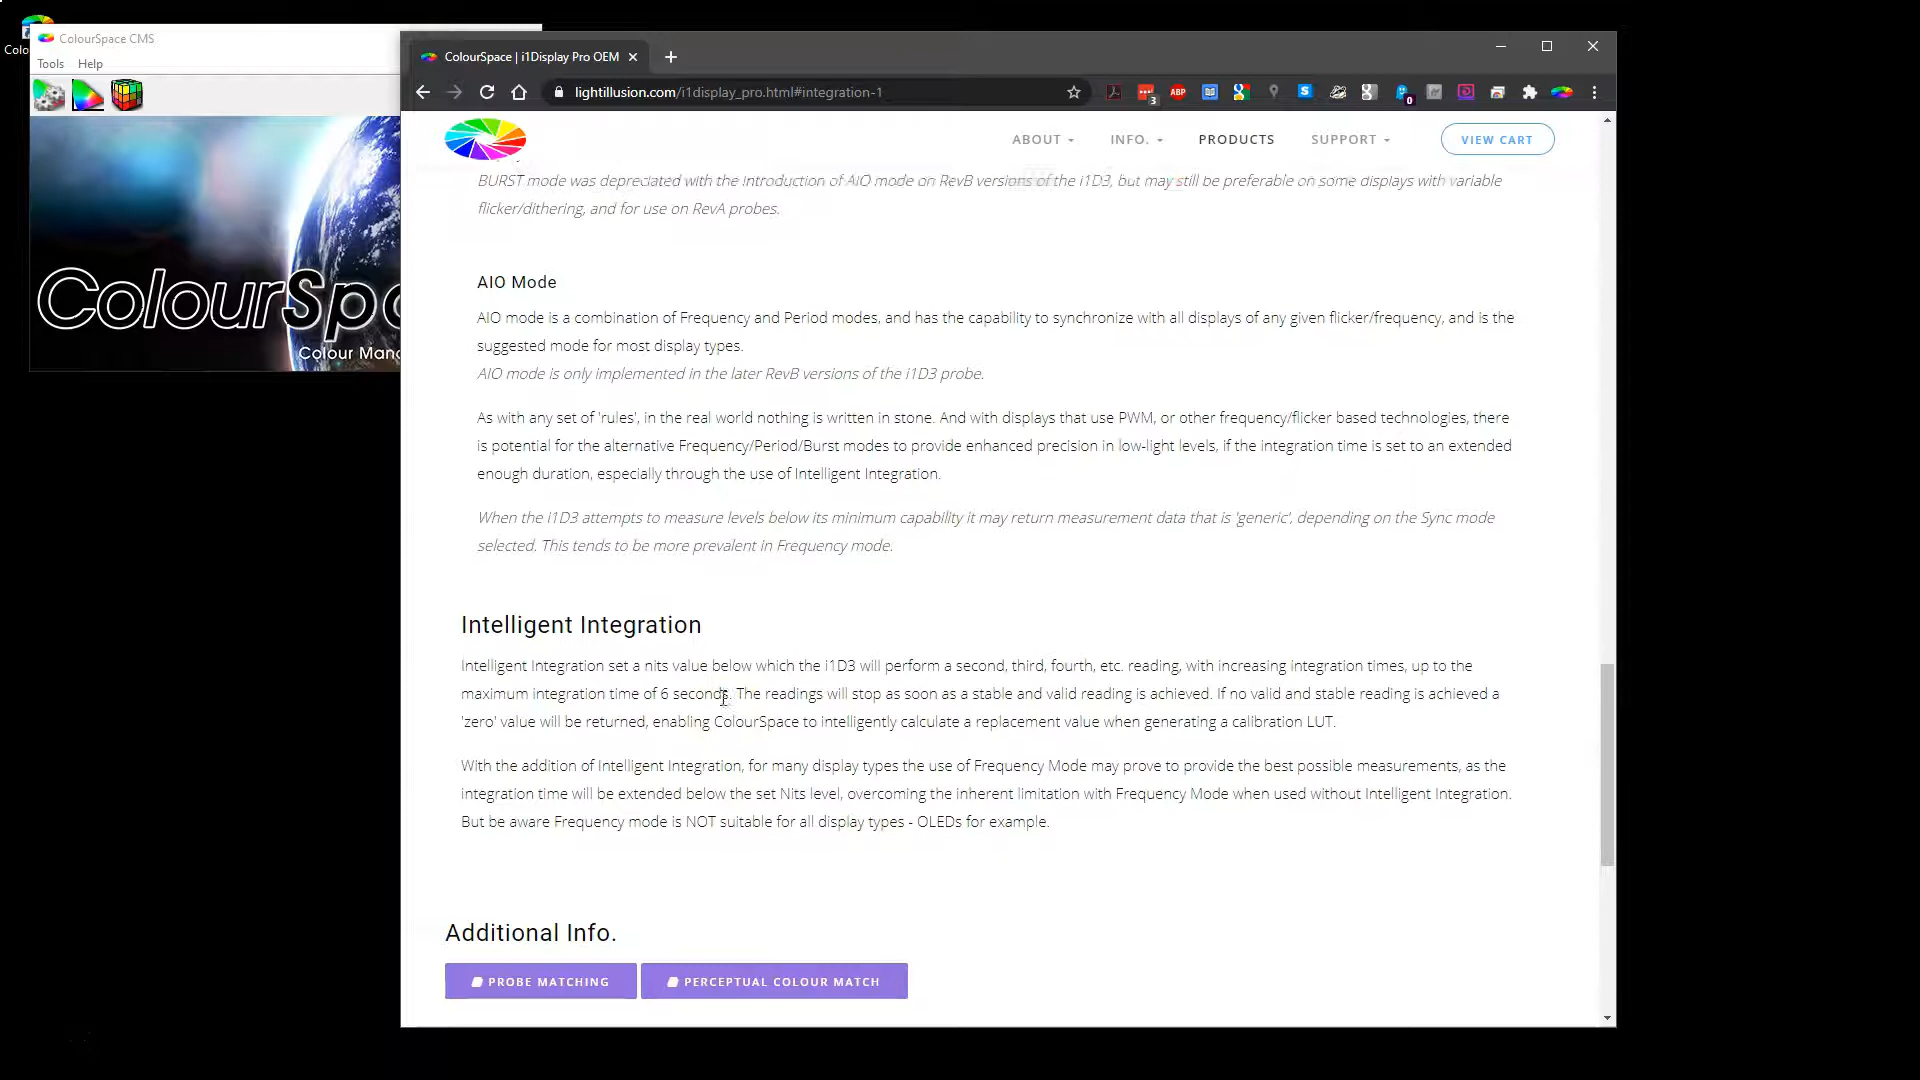 Colo
ColourSpace CMS
Tools Help
ColourSp
Colour Man
ColourSpace | i1Display Pro OEM
lightillusion.com/i1display_pro.html#integration-1
ABP
3
0
ABOUT
INFO.
PRODUCTS
SUPPORT
VIEW CART
BURST mode was depreciated with the introduction of AIO mode on RevB versions of the i1D3, but may still be preferable on some displays with variable
flicker/dithering, and for use on RevA probes.
AIO Mode
AIO mode is a combination of Frequency and Period modes, and has the capability to synchronize with all displays of any given flicker/frequency, and is the
suggested mode for most display types.
AIO mode is only implemented in the later RevB versions of the i1D3 probe.
As with any set of 'rules', in the real world nothing is written in stone. And with displays that use PWM, or other frequency/flicker based technologies, there
is potential for the alternative Frequency/Period/Burst modes to provide enhanced precision in low-light levels, if the integration time is set to an extended
enough duration, especially through the use of Intelligent Integration.
When the i1D3 attempts to measure levels below its minimum capability it may return measurement data that is 'generic', depending on the Sync mode
selected. This tends to be more prevalent in Frequency mode.
Intelligent Integration
Intelligent Integration set a nits value below which the i1D3 will perform a second, third, fourth, etc. reading, with increasing integration times, up to the
maximum integration time of 6 seconds. The readings will stop as soon as a stable and valid reading is achieved. If no valid and stable reading is achieved a
'zero' value will be returned, enabling ColourSpace to intelligently calculate a replacement value when generating a calibration LUT.
With the addition of Intelligent Integration, for many display types the use of Frequency Mode may prove to provide the best possible measurements, as the
integration time will be extended below the set Nits level, overcoming the inherent limitation with Frequency Mode when used without Intelligent Integration.
But be aware Frequency mode is NOT suitable for all display types - OLEDs for example.
Additional Info.
PROBE MATCHING
PERCEPTUAL COLOUR MATCH